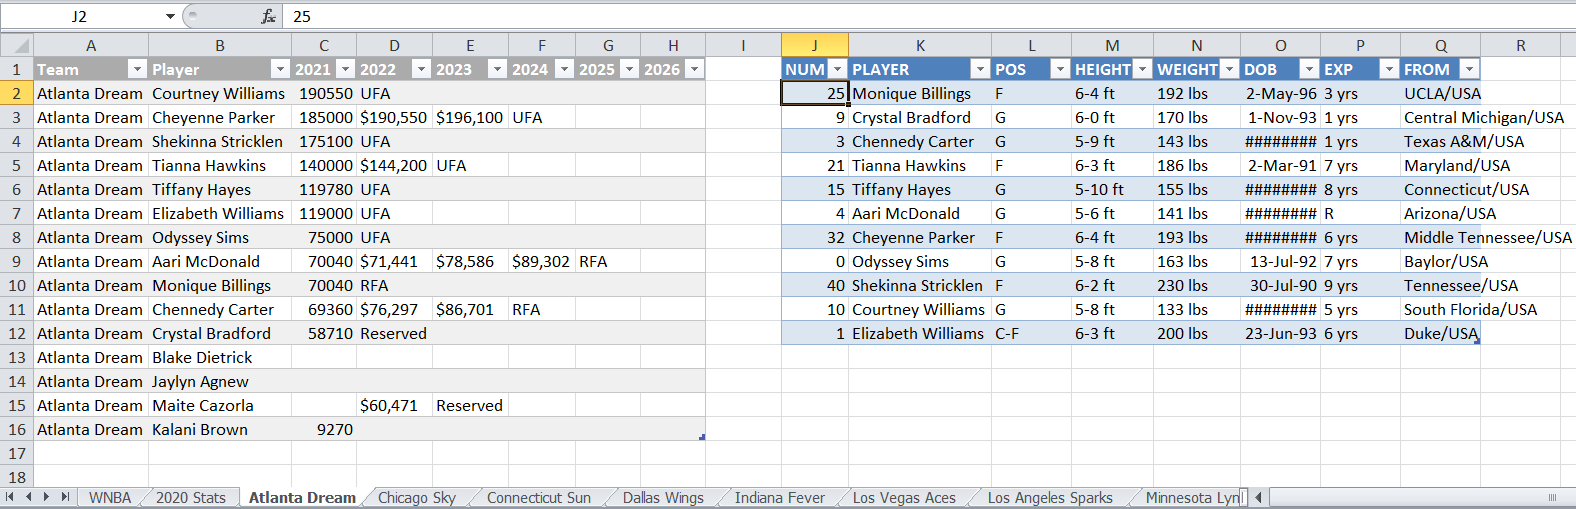 J2 fx 25
A B C D E F G H I J K L M N O P Q R
1 Team Player 2021 2022 2023 2024 2025 2026 NUM PLAYER POS HEIGHT WEIGHT DOB EXP FROM
2 Atlanta Dream Courtney Williams 190550 UFA 25 Monique Billings F 6-4 ft 192 lbs 2-May-96 3 yrs UCLA/USA
3 Atlanta Dream Cheyenne Parker 185000 $190,550 $196,100 UFA 9 Crystal Bradford G 6-0 ft 170 lbs 1-Nov-93 1 yrs Central Michigan/USA
4 Atlanta Dream Shekinna Stricklen 175100 UFA 3 Chennedy Carter G 5-9 ft 143 lbs ######## 1 yrs Texas A&M/USA
5 Atlanta Dream Tianna Hawkins 140000 $144,200 UFA 21 Tianna Hawkins F 6-3 ft 186 lbs 2-Mar-91 7 yrs Maryland/USA
6 Atlanta Dream Tiffany Hayes 119780 UFA 15 Tiffany Hayes G 5-10 ft 155 lbs ######## 8 yrs Connecticut/USA
7 Atlanta Dream Elizabeth Williams 119000 UFA 4 Aari McDonald G 5-6 ft 141 lbs ######## R Arizona/USA
8 Atlanta Dream Odyssey Sims 75000 UFA 32 Cheyenne Parker F 6-4 ft 193 lbs ######## 6 yrs Middle Tennessee/USA
9 Atlanta Dream Aari McDonald 70040 $71,441 $78,586 $89,302 RFA 0 Odyssey Sims G 5-8 ft 163 lbs 13-Jul-92 7 yrs Baylor/USA
10 Atlanta Dream Monique Billings 70040 RFA 40 Shekinna Stricklen F 6-2 ft 230 lbs 30-Jul-90 9 yrs Tennessee/USA
11 Atlanta Dream Chennedy Carter 69360 $76,297 $86,701 RFA 10 Courtney Williams G 5-8 ft 133 lbs ######## 5 yrs South Florida/USA
12 Atlanta Dream Crystal Bradford 58710 Reserved 1 Elizabeth Williams C-F 6-3 ft 200 lbs 23-Jun-93 6 yrs Duke/USA
13 Atlanta Dream Blake Dietrick
14 Atlanta Dream Jaylyn Agnew
15 Atlanta Dream Maite Cazorla $60,471 Reserved
16 Atlanta Dream Kalani Brown 9270
17
18
WNBA 2020 Stats Atlanta Dream Chicago Sky Connecticut Sun Dallas Wings Indiana Fever Los Vegas Aces Los Angeles Sparks Minnesota Lyn